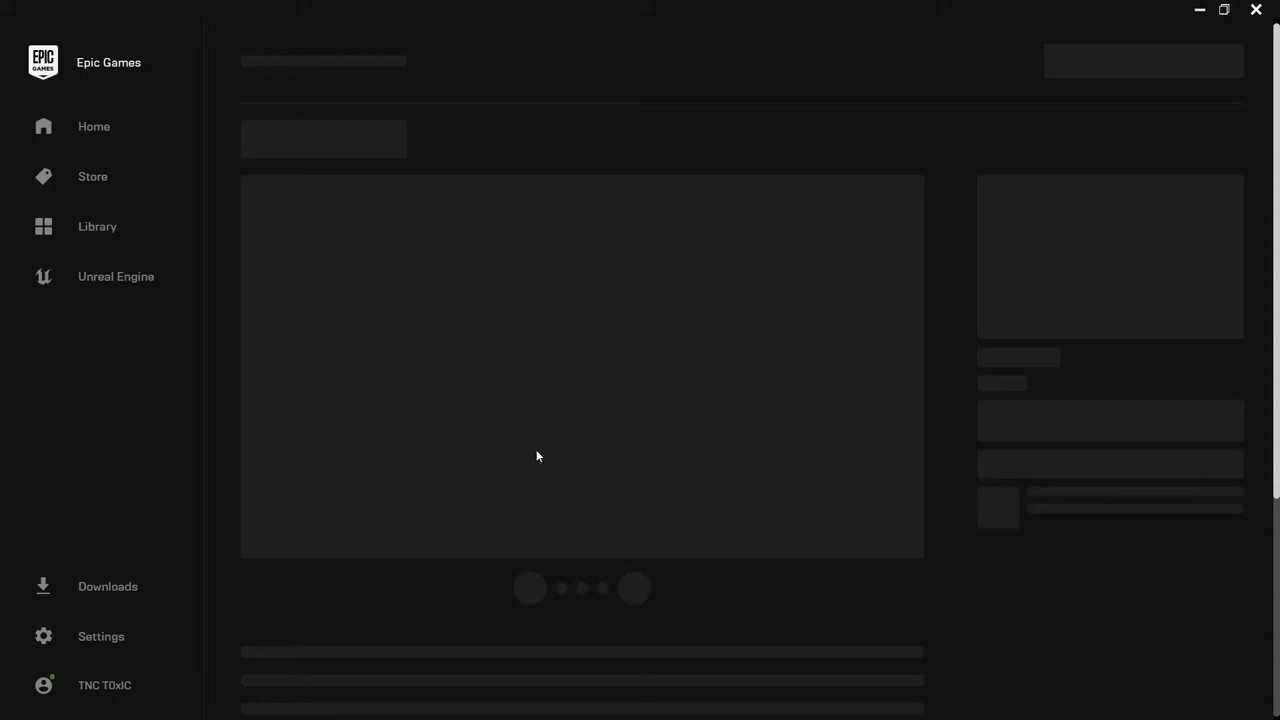 EPIC
GAMES
Epic Games
Home
Store
Library
Unreal Engine
Downloads
Settings
TNC T0xIC